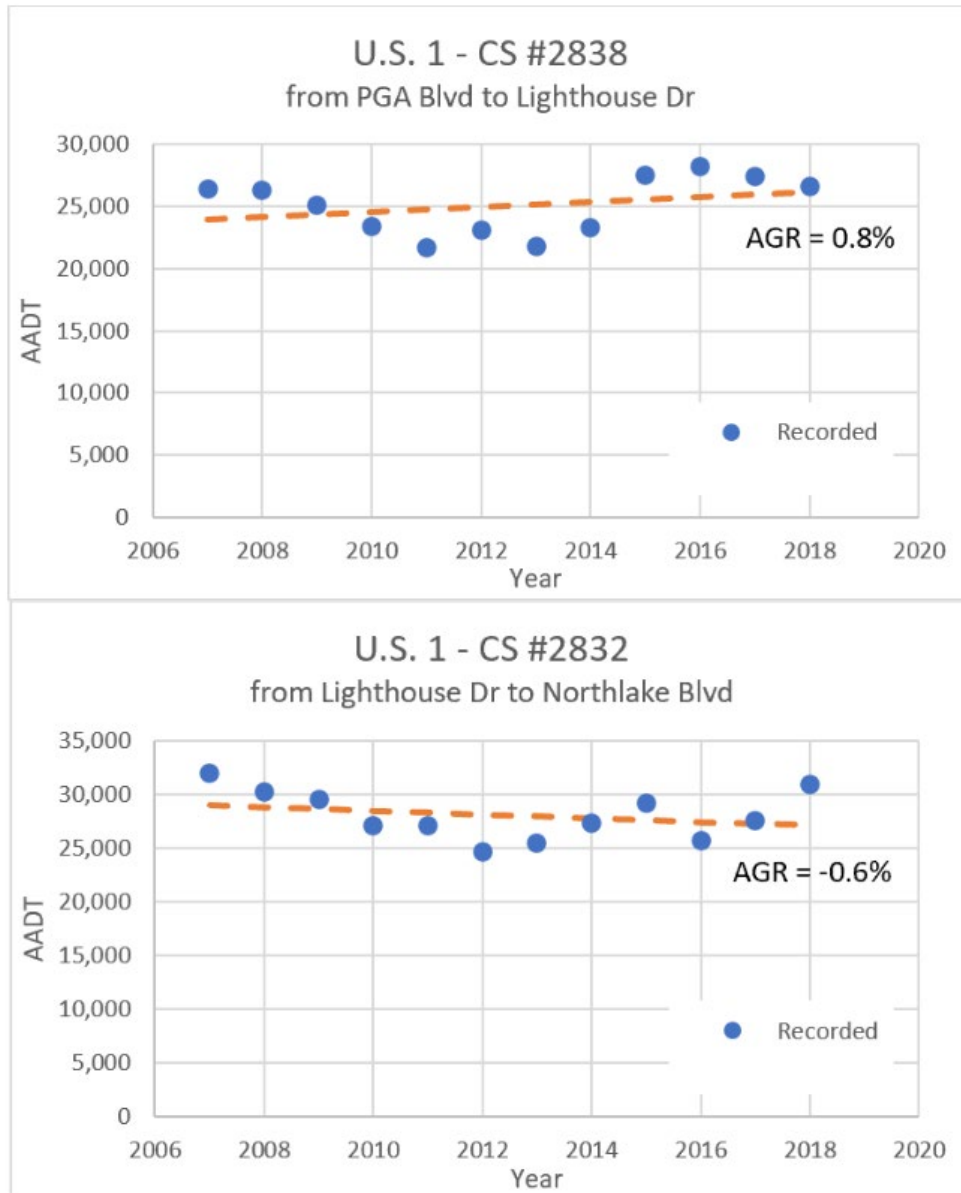 U.S. 1 - CS #2838
from PGA Blvd to Lighthouse Dr
30,000
25,000
20,000
15,000
10,000
5,000
0
AADT
AGR = 0.8%
Recorded
2006 2008 2010 2012 2014 2016 2018 2020
Year
U.S. 1 - CS #2832
from Lighthouse Dr to Northlake Blvd
35,000
30,000
25,000
20,000
15,000
10,000
5,000
0
AADT
AGR = -0.6%
Recorded
2006 2008 2010 2012 2014 2016 2018 2020
Year